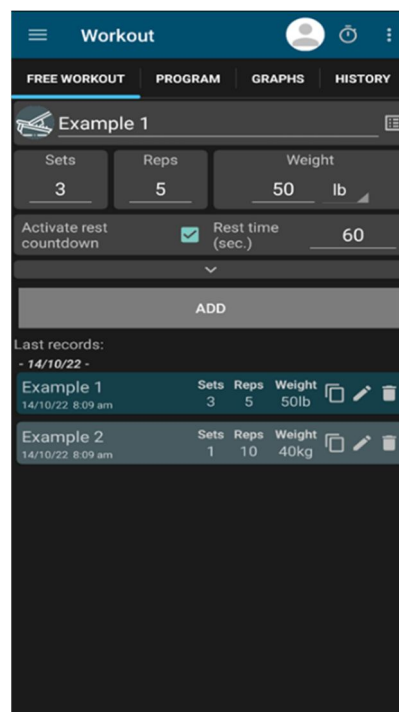 Workout
FREE WORKOUT PROGRAM GRAPHS HISTORY
Example 1
Sets Reps Weight
3 5 50 lb
Activate rest Rest time
countdown (sec.) 60
ADD
Last records:
- 14/10/22 -
Example 1 Sets Reps Weight
14/10/22 8:09 am 3 5 50lb
Example 2 Sets Reps Weight
14/10/22 8:09 am 1 10 40kg